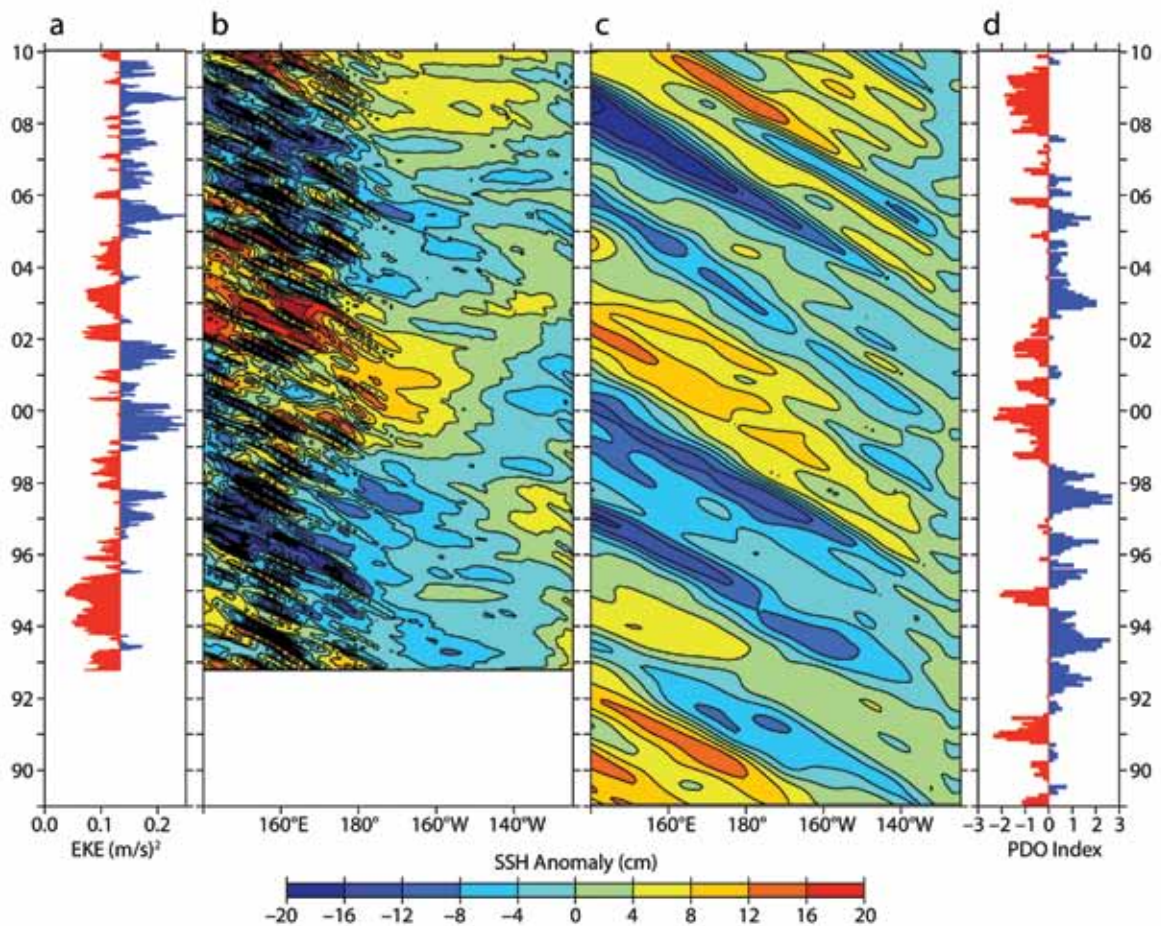 a b c d
10 10
08 08
06 06
04 04
02 02
00 00
98 98
96 96
94 94
92 92
90 90
0.0 0.1 0.2 160°E 180° 160°W 140°W 160°E 180° 160°W 140°W −3 −2 −1 0 1 2 3
EKE (m/s)² PDO Index
SSH Anomaly (cm)
−20 −16 −12 −8 −4 0 4 8 12 16 20